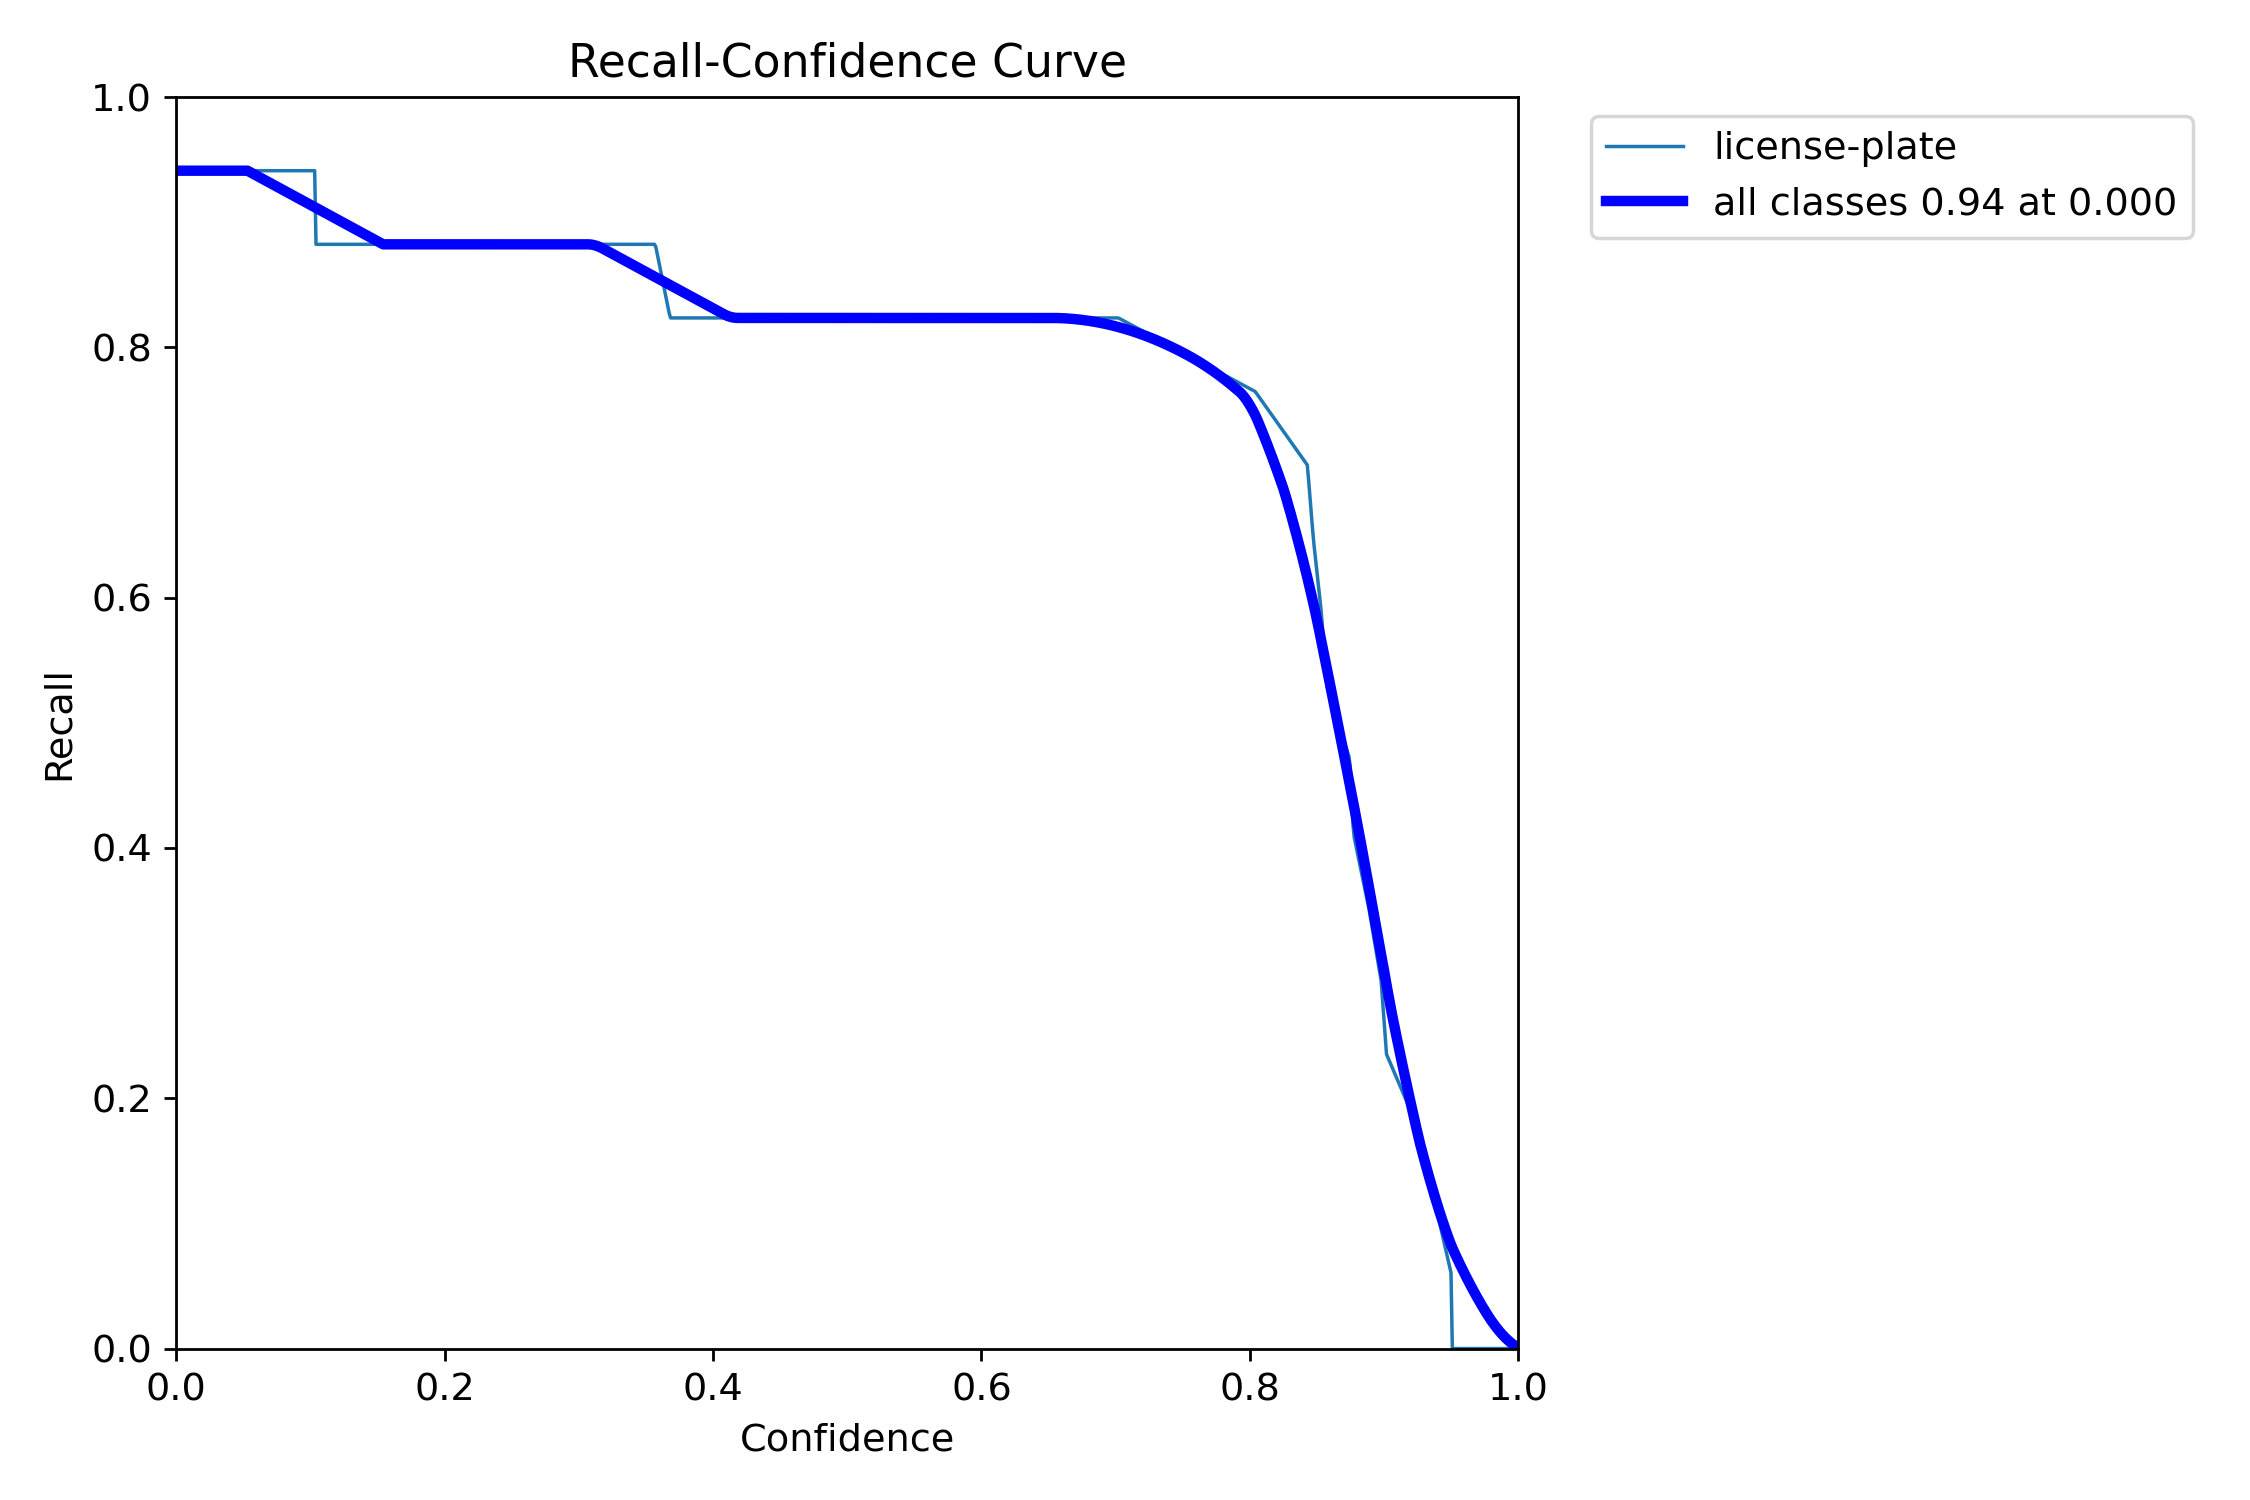 Recall-Confidence Curve
1.0
0.8
0.6
0.4
0.2
0.0
Recall
0.0 0.2 0.4 0.6 0.8 1.0
Confidence
license-plate
all classes 0.94 at 0.000